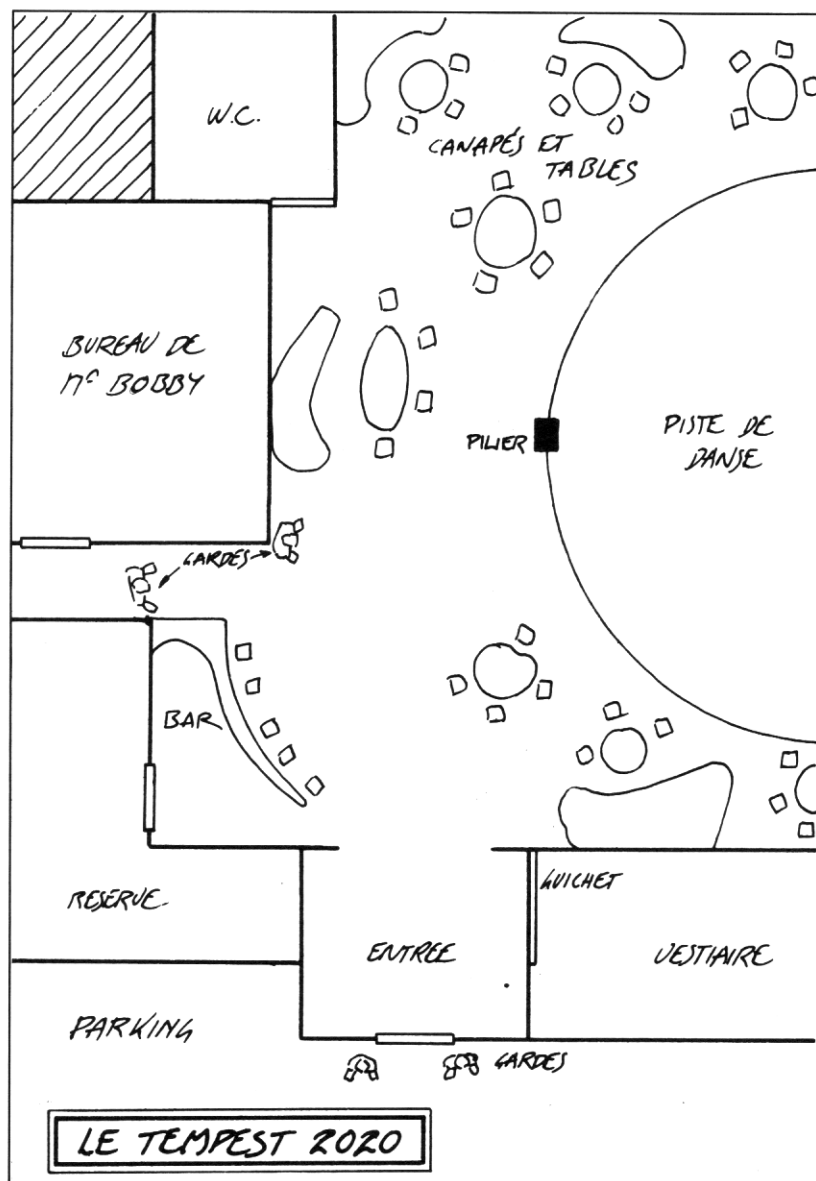 W.C.
CANAPÉS ET
TABLES
BUREAU DE
Mc BOBBY
PILIER
PISTE DE
DANSE
GARDES
BAR
RESERVE.
ENTREE
GUICHET
VESTIAIRE
PARKING
GARDES
LE TEMPEST 2020